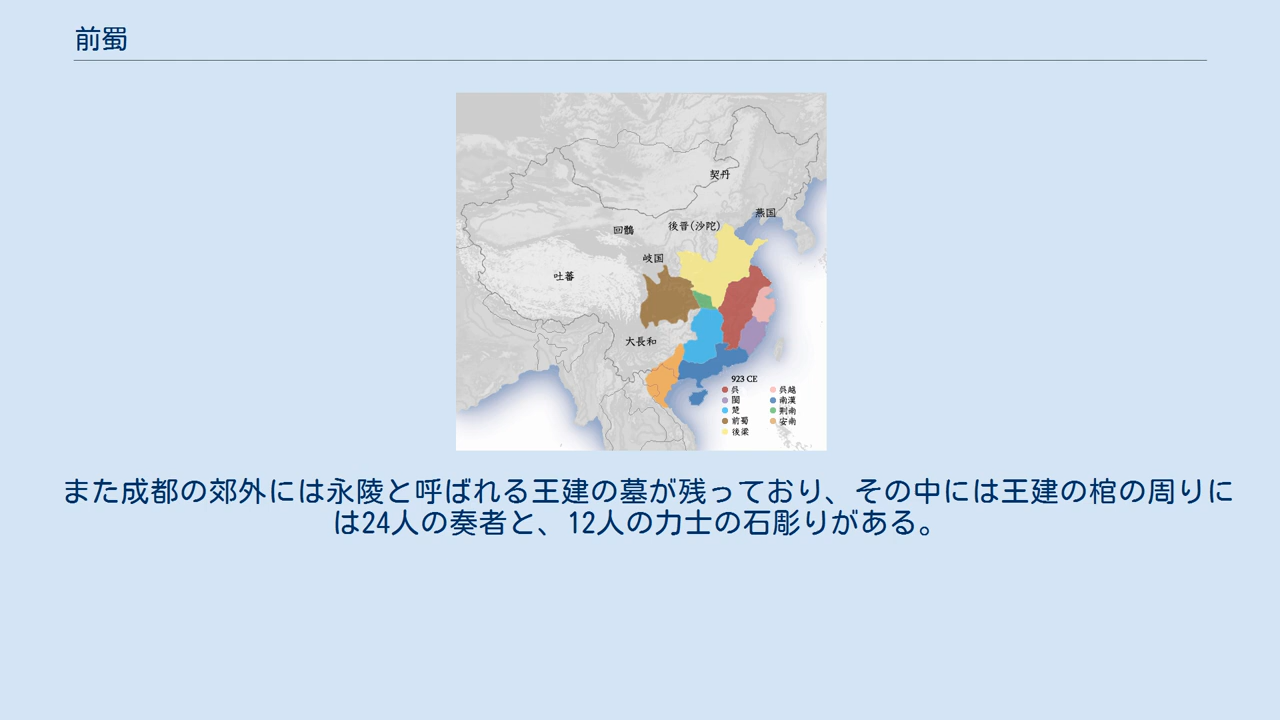 前蜀
契丹
燕国
後晋(沙陀)
回鶻
岐国
吐蕃
大長和
923 CE
呉
呉越
閩
南漢
楚
荆南
前蜀
安南
後梁
また成都の郊外には永陵と呼ばれる王建の墓が残っており、その中には王建の棺の周りに
は24人の奏者と、12人の力士の石彫りがある。